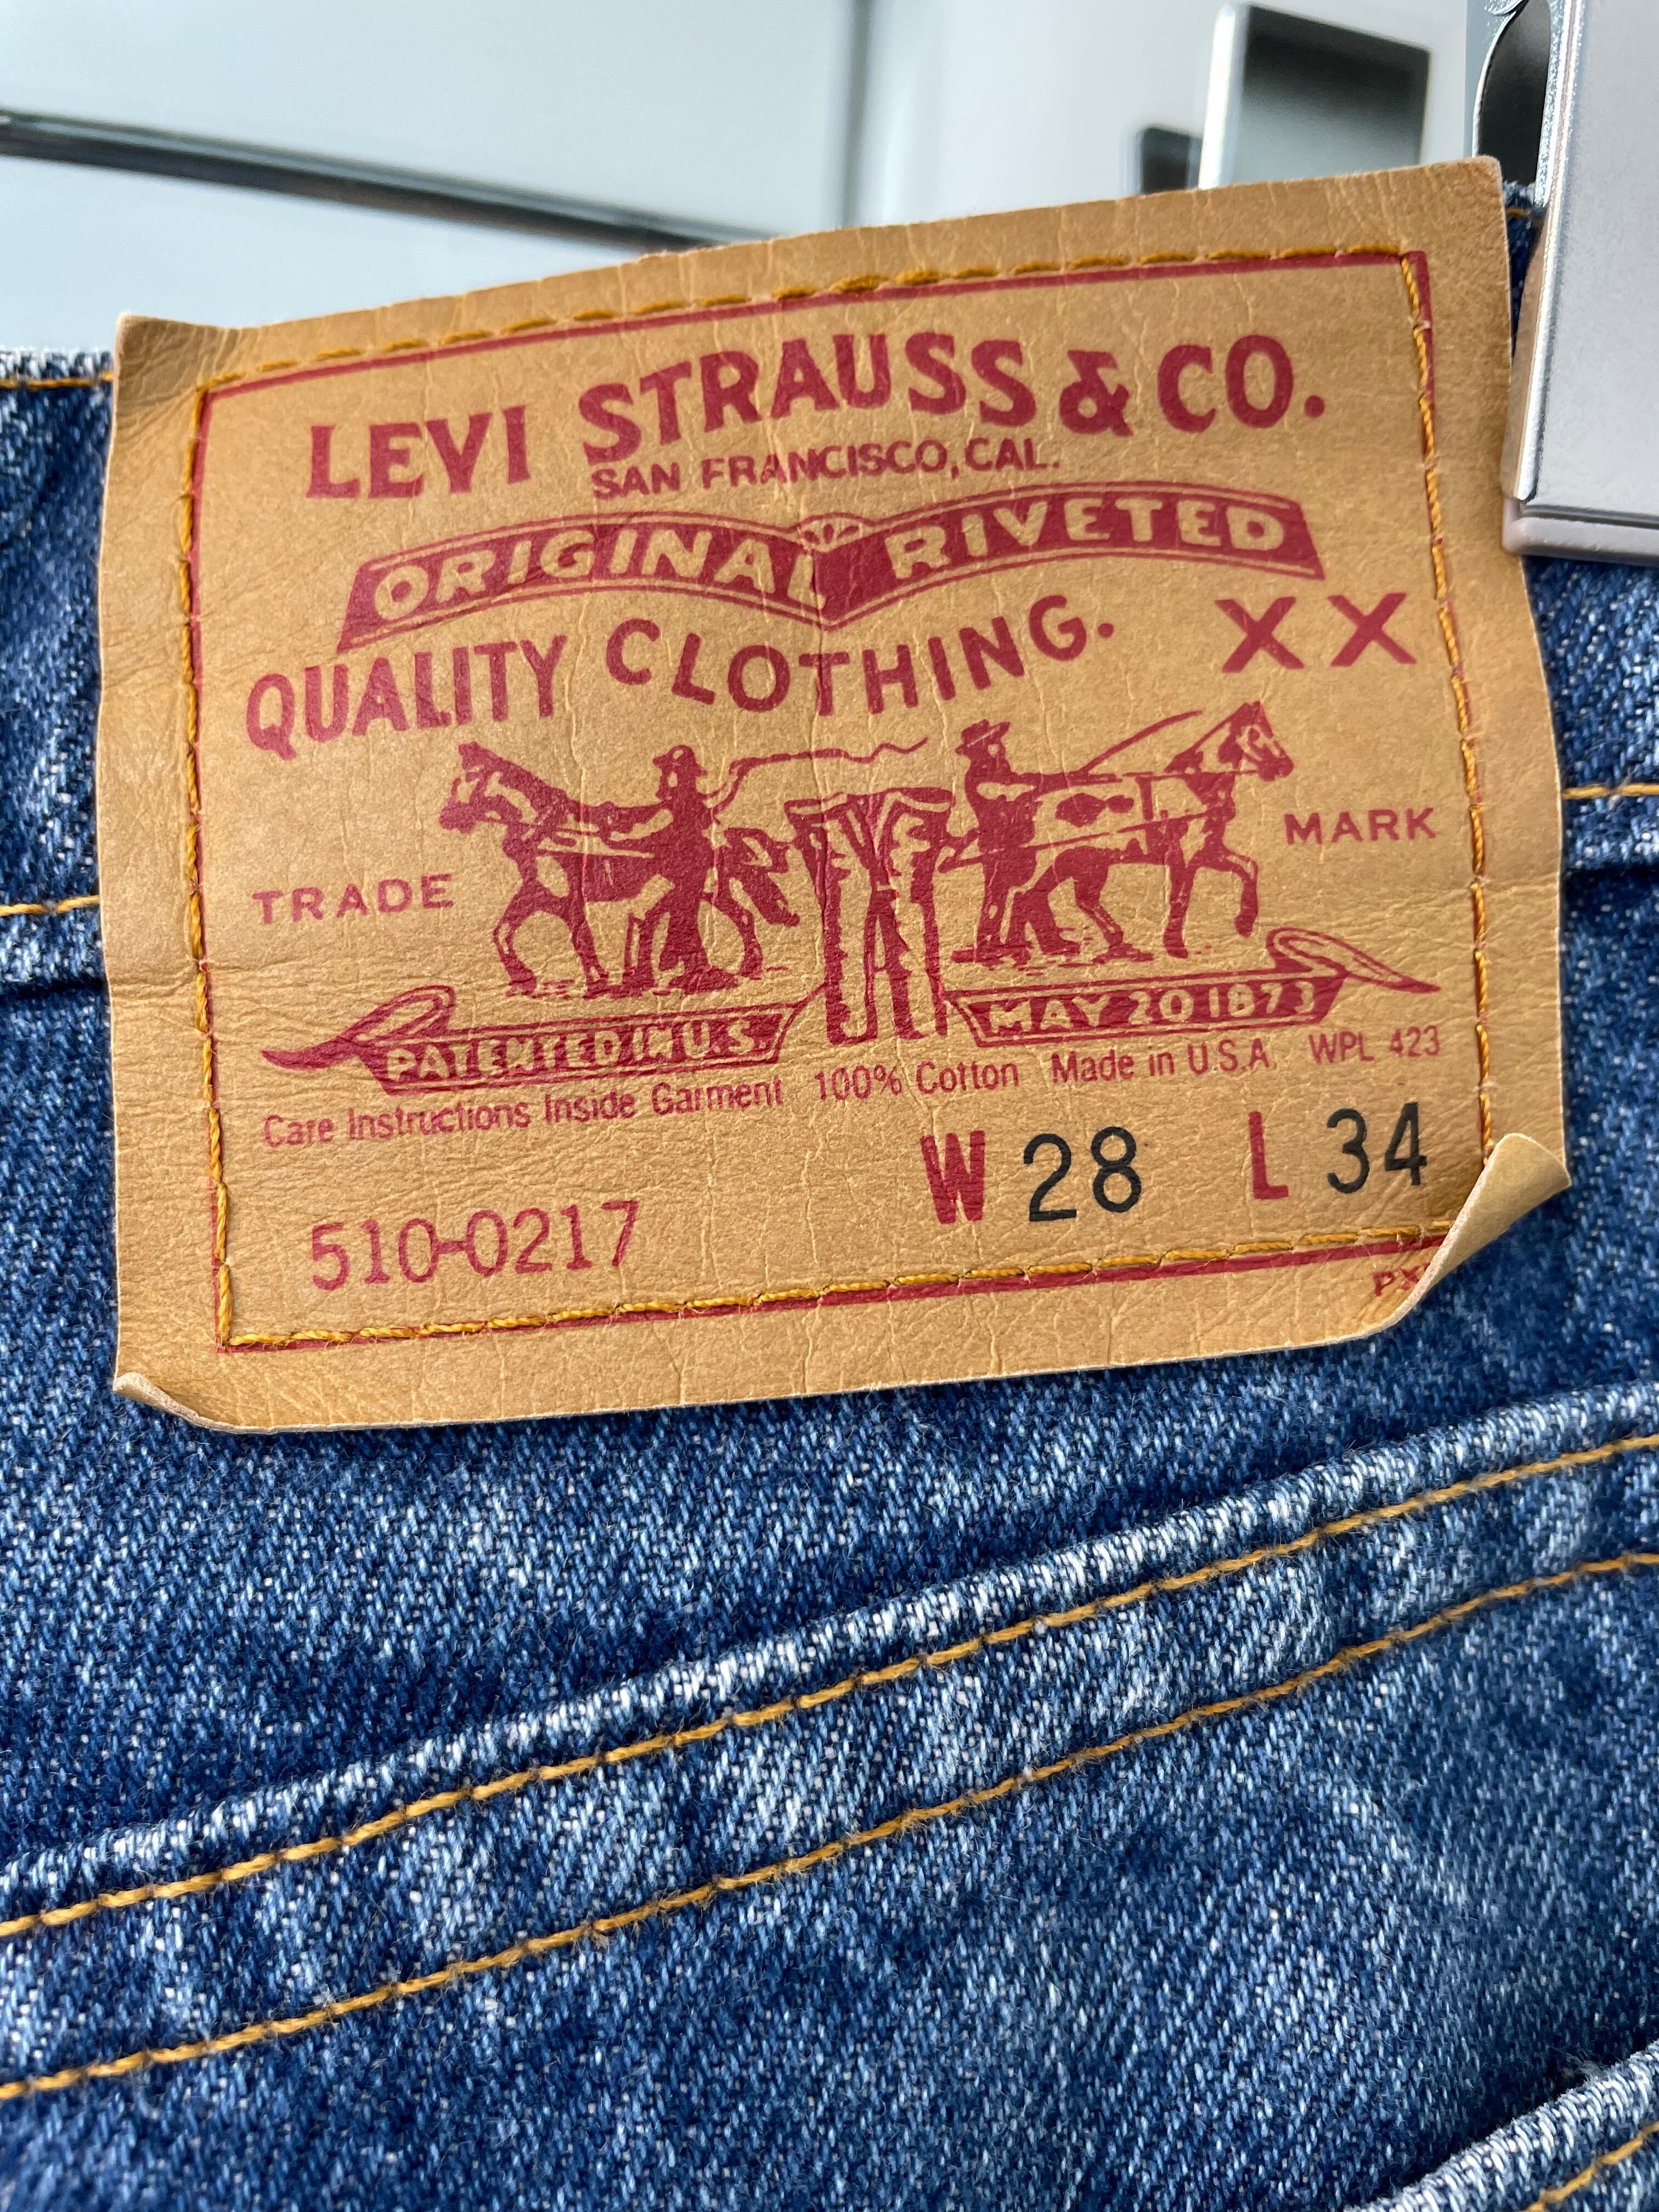 LEVI STRAUSS & CO.
SAN FRANCISCO, CAL.
ORIGINAL RIVETED
QUALITY CLOTHING. XX
TRADE MARK
PATENTED IN U.S. MAY 20 1873
Care Instructions Inside Garment 100% Cotton Made in U.S.A. WPL 423
W 28 L 34
510-0217